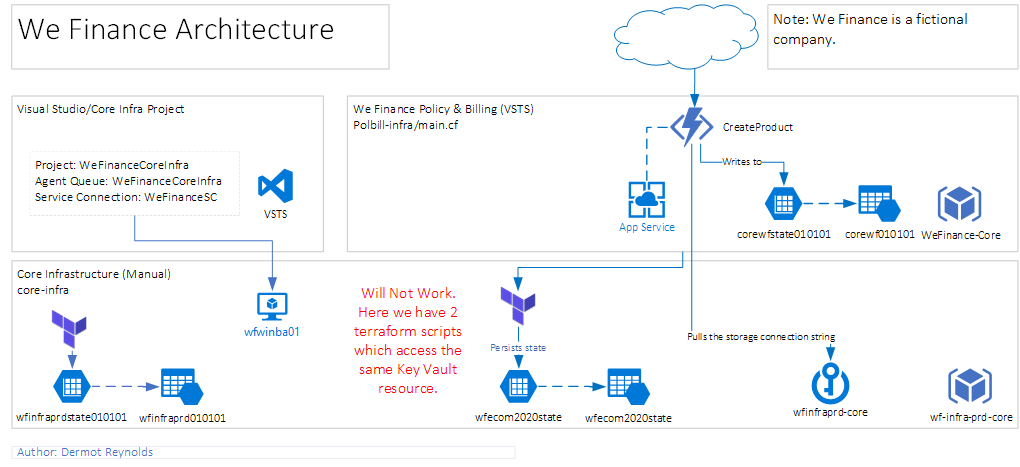 We Finance Architecture
Note: We Finance is a fictional
company.
Visual Studio/Core Infra Project
Project: WeFinanceCoreInfra
Agent Queue: WeFinanceCoreInfra
Service Connection: WeFinanceSC
VSTS
We Finance Policy & Billing (VSTS)
Polbill-infra/main.cf
CreateProduct
Writes to
App Service
corewfstate010101
corewf010101
WeFinance-Core
Core Infrastructure (Manual)
core-infra
wfwinba01
Will Not Work.
Here we have 2
terraform scripts
which access the
same Key Vault
resource.
Persists state
Pulls the storage connection string
wfinfraprdstate010101
wfinfraprd010101
wfecom2020state
wfecom2020state
wfinfraprd-core
wf-infra-prd-core
Author: Dermot Reynolds